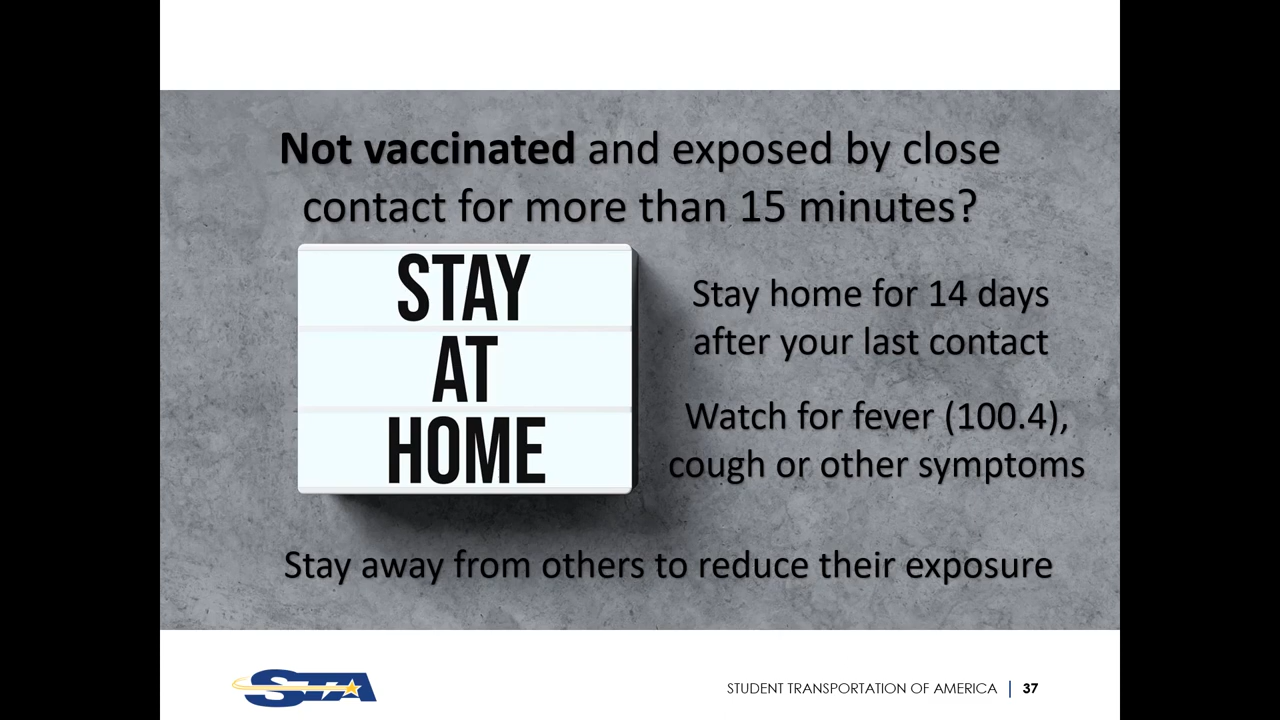 Not vaccinated and exposed by close
contact for more than 15 minutes?
STAY
AT
HOME
Stay home for 14 days
after your last contact
Watch for fever (100.4),
cough or other symptoms
Stay away from others to reduce their exposure
STA
STUDENT TRANSPORTATION OF AMERICA | 37